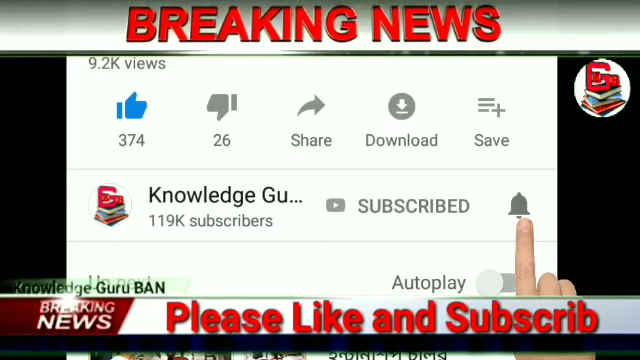 BREAKING NEWS
9.2K views
374
26
Share
Download
Save
Knowledge Gu...
119K subscribers
SUBSCRIBED
Autoplay
Knowledge Guru BAN
BREAKING
NEWS
Please Like and Subscrib